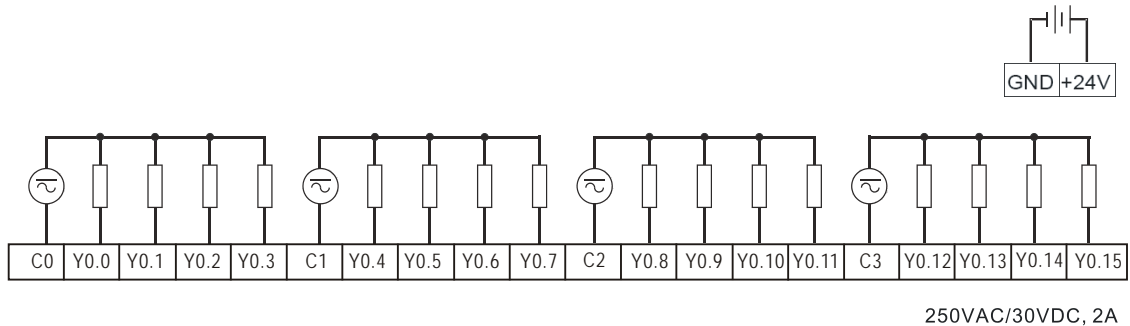 GND +24V
C0 Y0.0 Y0.1 Y0.2 Y0.3 C1 Y0.4 Y0.5 Y0.6 Y0.7 C2 Y0.8 Y0.9 Y0.10 Y0.11 C3 Y0.12 Y0.13 Y0.14 Y0.15
250VAC/30VDC, 2A